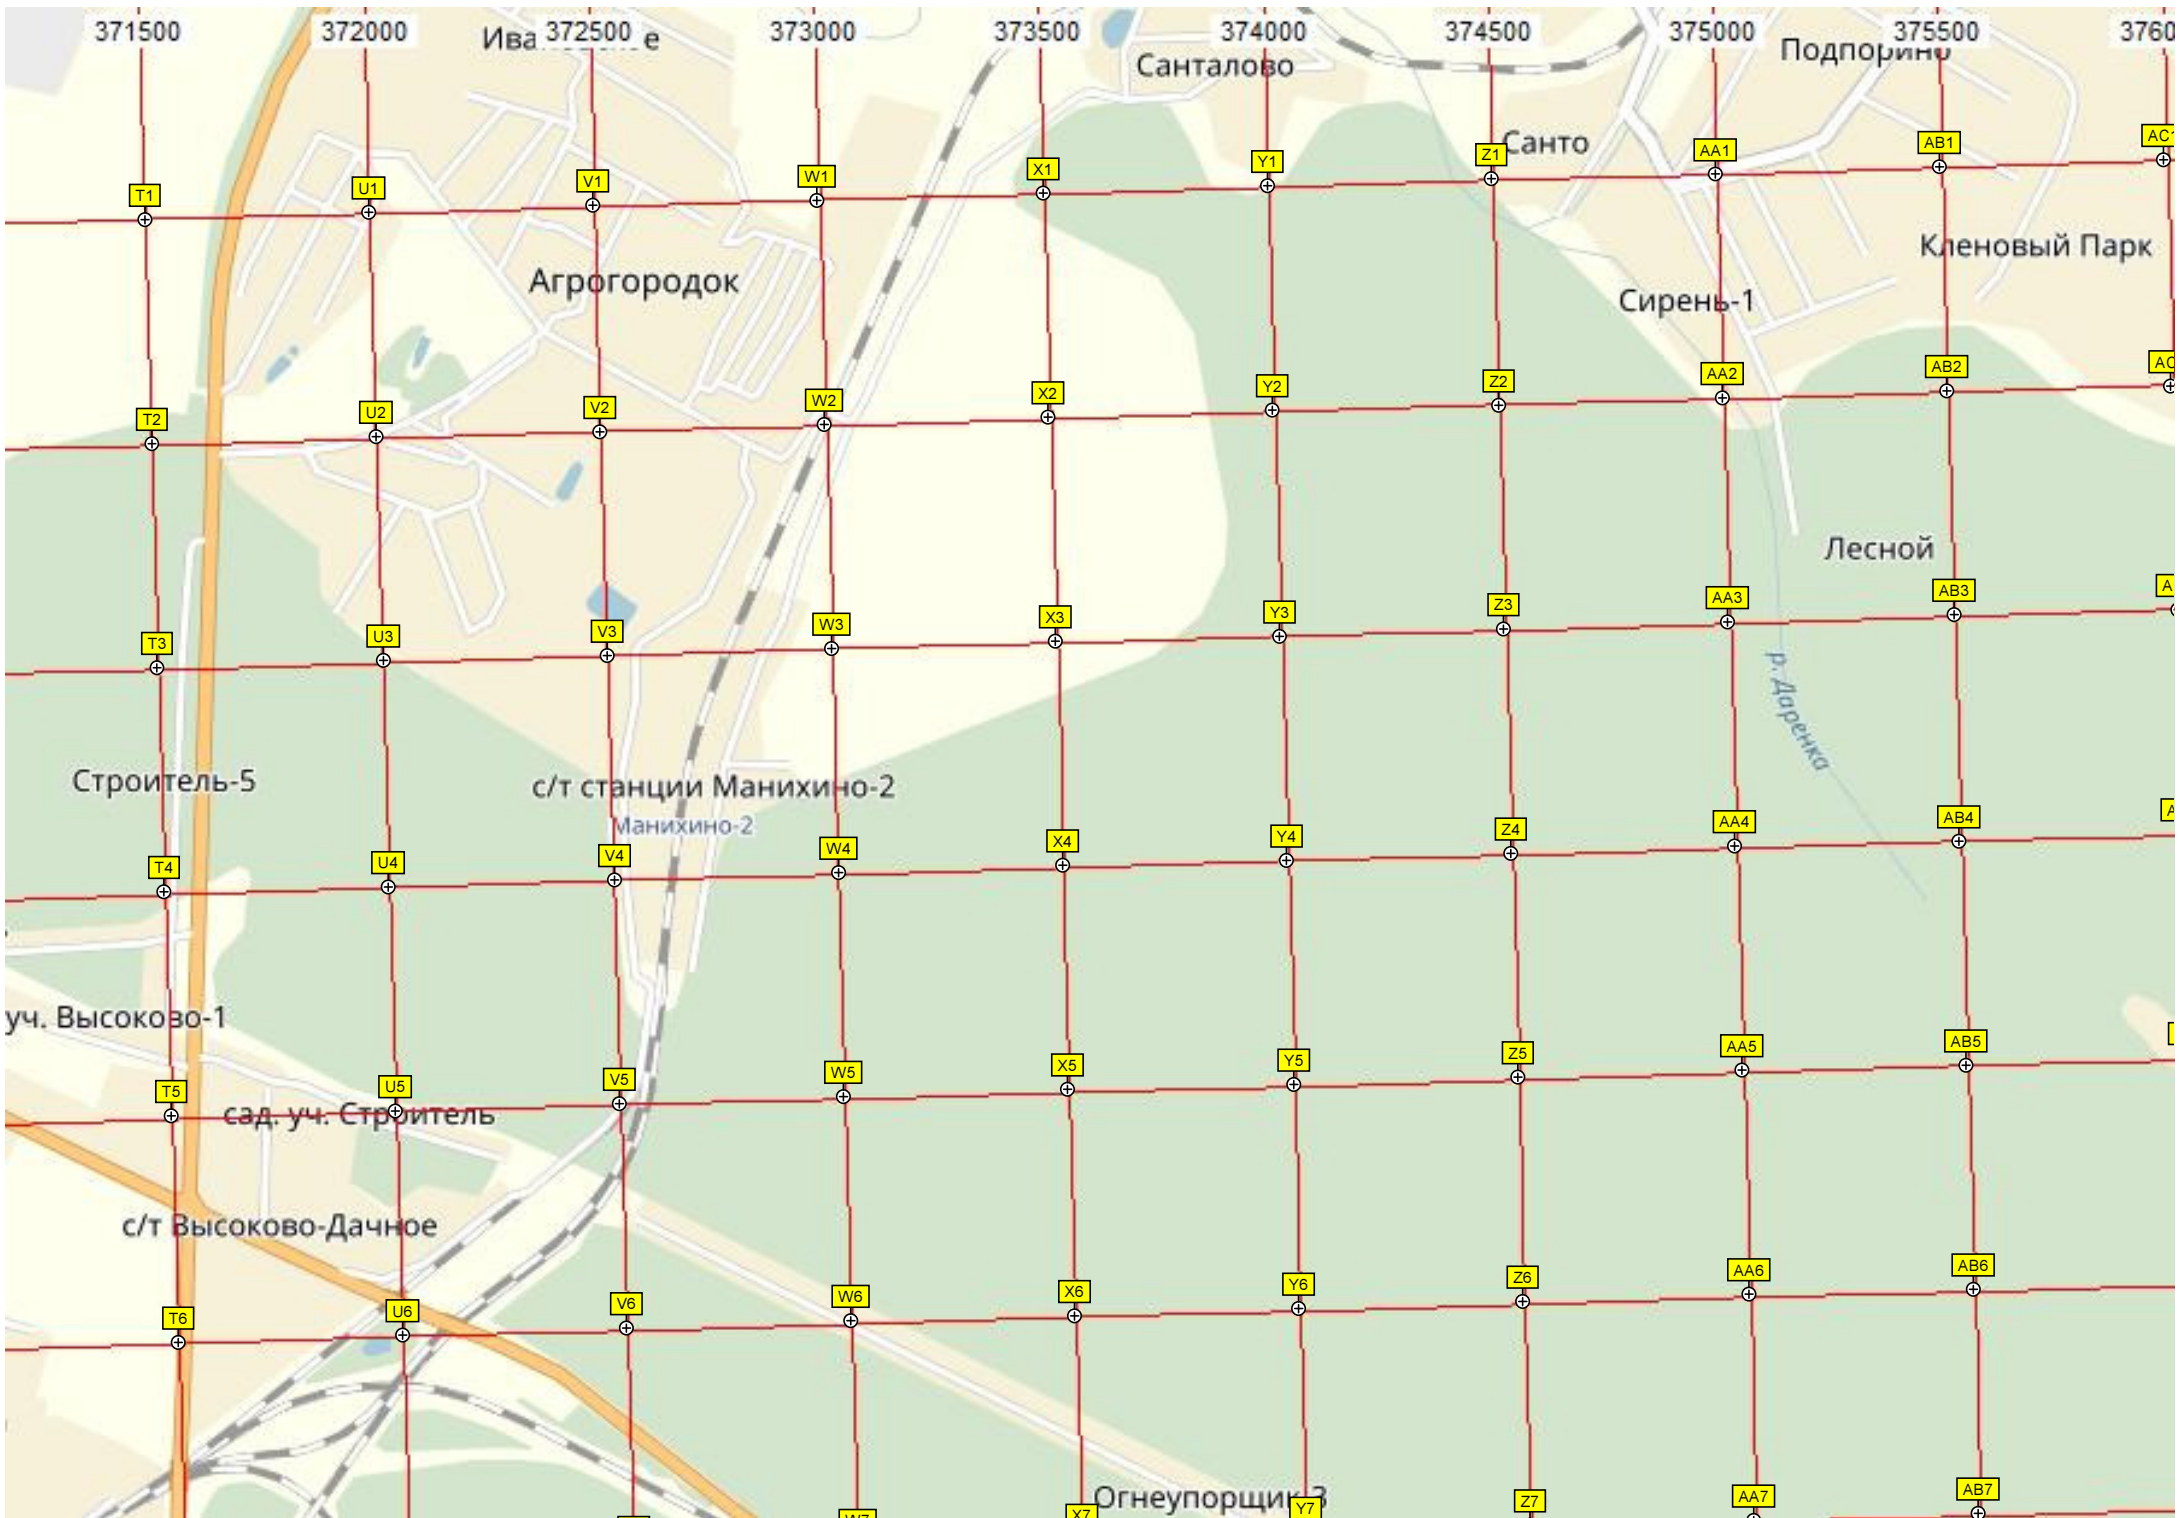 371500 372000 372500 373000 373500 374000 374500 375000 375500 3760
Санталово
Подпорино
Санто
T1 U1 V1 W1 X1 Y1 Z1 AA1 AB1
Кленовый Парк
Агрогородок
Сирень-1
T2 U2 V2 W2 X2 Y2 Z2 AA2 AB2
Лесной
T3 U3 V3 W3 X3 Y3 Z3 AA3 AB3
р. Даренка
Строитель-5
с/т станции Манихино-2
Манихино-2
T4 U4 V4 W4 X4 Y4 Z4 AA4 AB4
уч. Высоково-1
T5 U5 V5 W5 X5 Y5 Z5 AA5 AB5
сад. уч. Строитель
с/т Высоково-Дачное
T6 U6 V6 W6 X6 Y6 Z6 AA6 AB6
Огнеупорщик-3
W7 X7 Y7 Z7 AA7 AB7